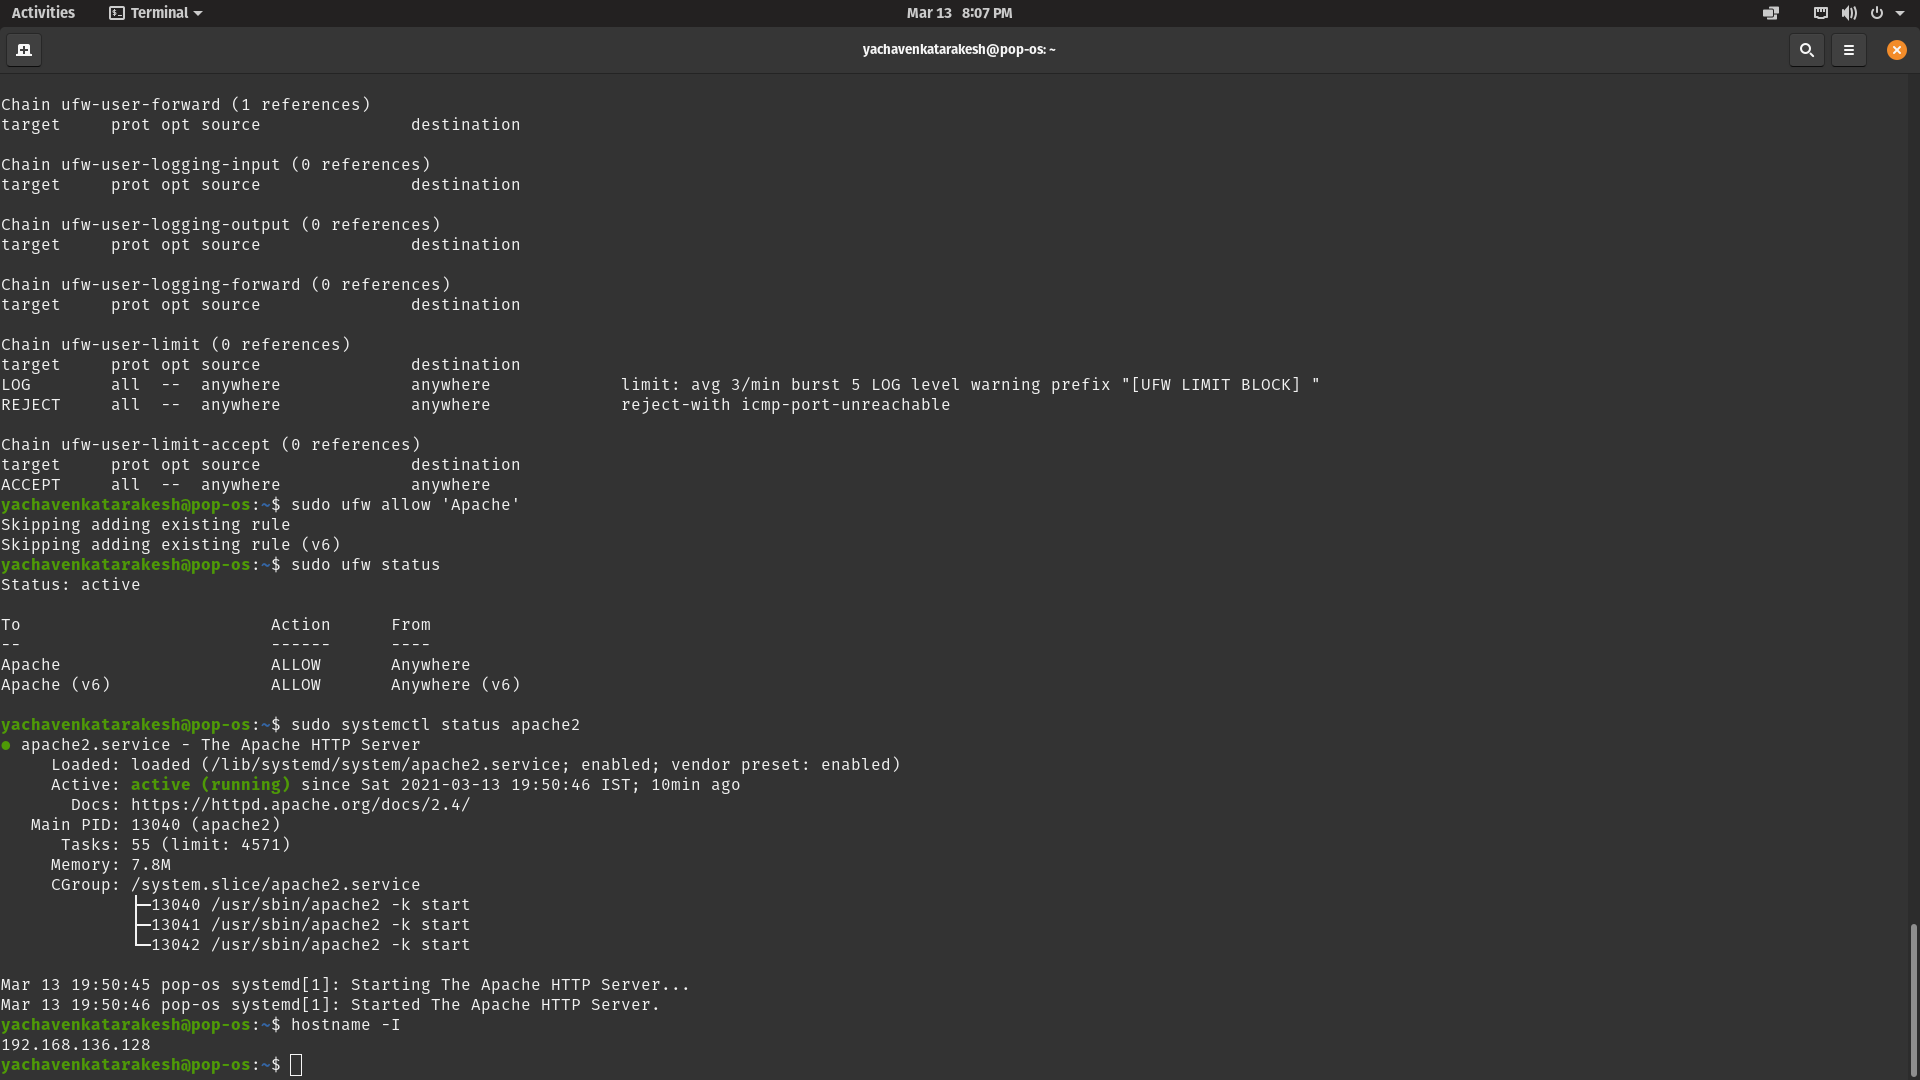 Activities Terminal Mar 13 8:07 PM
yachavenkatarakesh@pop-os: ~
Chain ufw-user-forward (1 references)
target     prot opt source               destination
Chain ufw-user-logging-input (0 references)
target     prot opt source               destination
Chain ufw-user-logging-output (0 references)
target     prot opt source               destination
Chain ufw-user-logging-forward (0 references)
target     prot opt source               destination
Chain ufw-user-limit (0 references)
target     prot opt source               destination
LOG        all  --  anywhere             anywhere             limit: avg 3/min burst 5 LOG level warning prefix "[UFW LIMIT BLOCK] "
REJECT     all  --  anywhere             anywhere             reject-with icmp-port-unreachable
Chain ufw-user-limit-accept (0 references)
target     prot opt source               destination
ACCEPT     all  --  anywhere             anywhere
yachavenkatarakesh@pop-os:~$ sudo ufw allow 'Apache'
Skipping adding existing rule
Skipping adding existing rule (v6)
yachavenkatarakesh@pop-os:~$ sudo ufw status
Status: active
To                         Action      From
--                         ------      ----
Apache                     ALLOW       Anywhere
Apache (v6)                ALLOW       Anywhere (v6)
yachavenkatarakesh@pop-os:~$ sudo systemctl status apache2
● apache2.service - The Apache HTTP Server
     Loaded: loaded (/lib/systemd/system/apache2.service; enabled; vendor preset: enabled)
     Active: active (running) since Sat 2021-03-13 19:50:46 IST; 10min ago
       Docs: https://httpd.apache.org/docs/2.4/
   Main PID: 13040 (apache2)
      Tasks: 55 (limit: 4571)
     Memory: 7.8M
     CGroup: /system.slice/apache2.service
             ├─13040 /usr/sbin/apache2 -k start
             ├─13041 /usr/sbin/apache2 -k start
             └─13042 /usr/sbin/apache2 -k start
Mar 13 19:50:45 pop-os systemd[1]: Starting The Apache HTTP Server...
Mar 13 19:50:46 pop-os systemd[1]: Started The Apache HTTP Server.
yachavenkatarakesh@pop-os:~$ hostname -I
192.168.136.128
yachavenkatarakesh@pop-os:~$